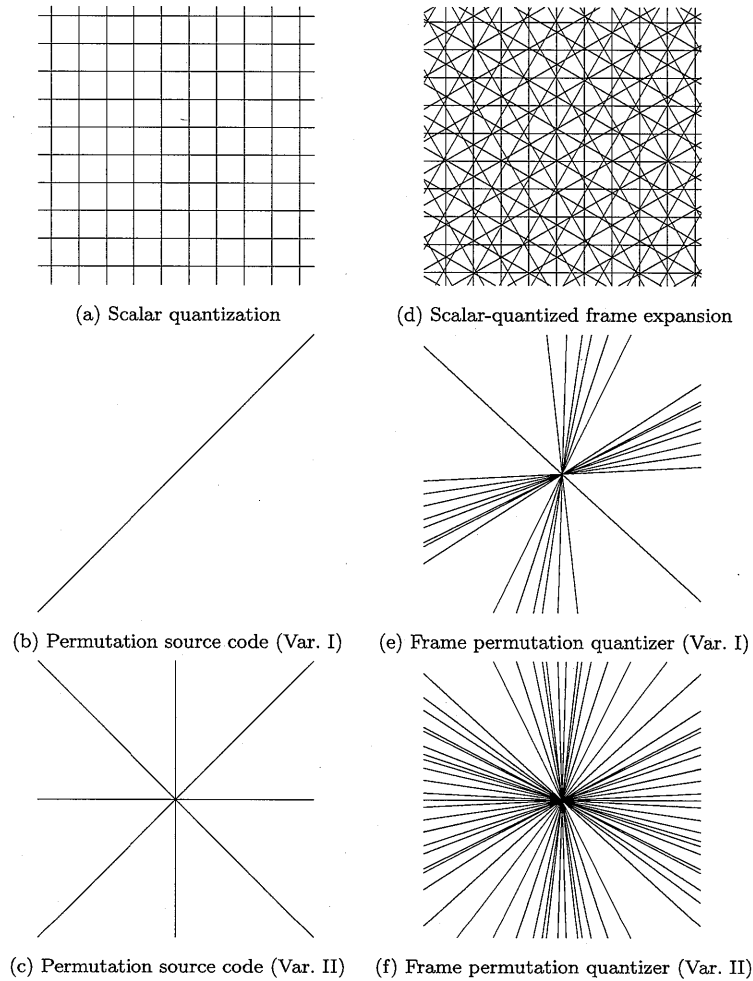 (a) Scalar quantization
(d) Scalar-quantized frame expansion
(b) Permutation source code (Var. I)
(e) Frame permutation quantizer (Var. I)
(c) Permutation source code (Var. II)
(f) Frame permutation quantizer (Var. II)